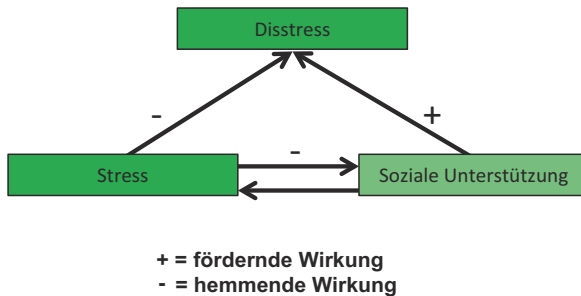 Disstress
-
+
Stress
-
Soziale Unterstützung
+ = fördernde Wirkung
- = hemmende Wirkung